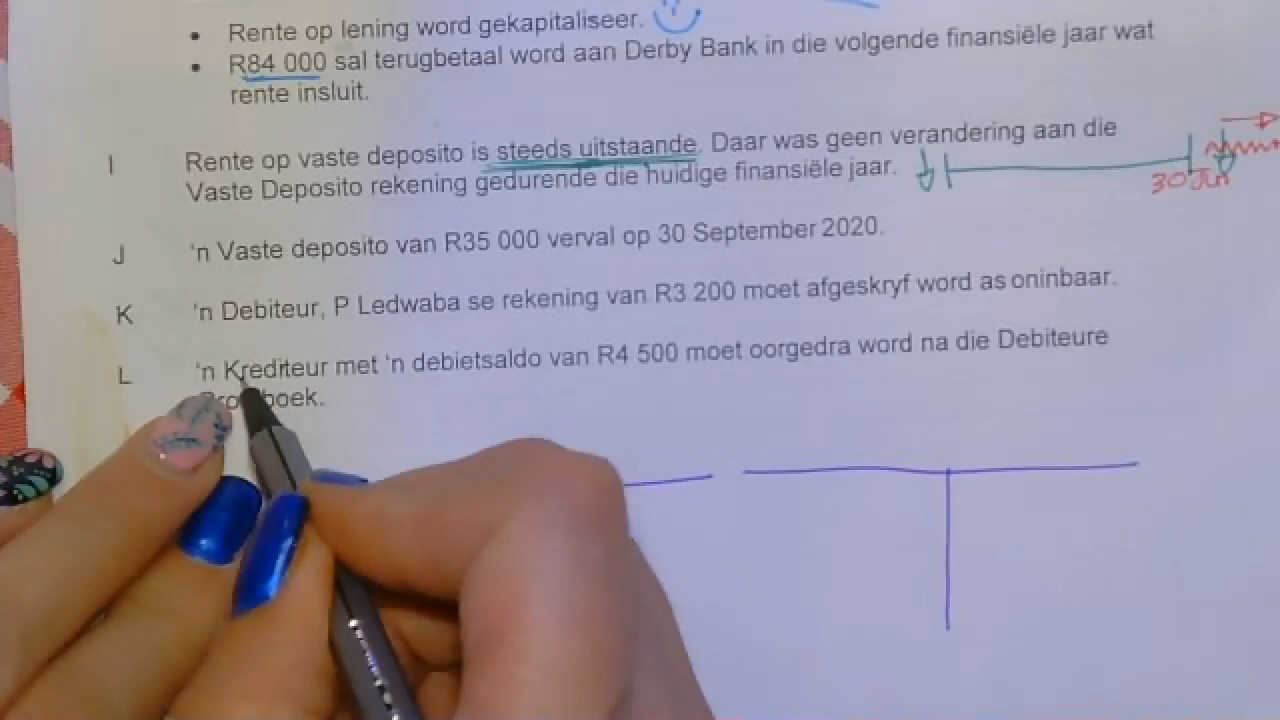 • Rente op lening word gekapitaliseer.
• R84 000 sal terugbetaal word aan Derby Bank in die volgende finansiële jaar wat
rente insluit.
I Rente op vaste deposito is steeds uitstaande. Daar was geen verandering aan die
Vaste Deposito rekening gedurende die huidige finansiële jaar.
30 Jun
J 'n Vaste deposito van R35 000 verval op 30 September 2020.
K 'n Debiteur, P Ledwaba se rekening van R3 200 moet afgeskryf word as oninbaar.
L 'n Krediteur met 'n debietsaldo van R4 500 moet oorgedra word na die Debiteure